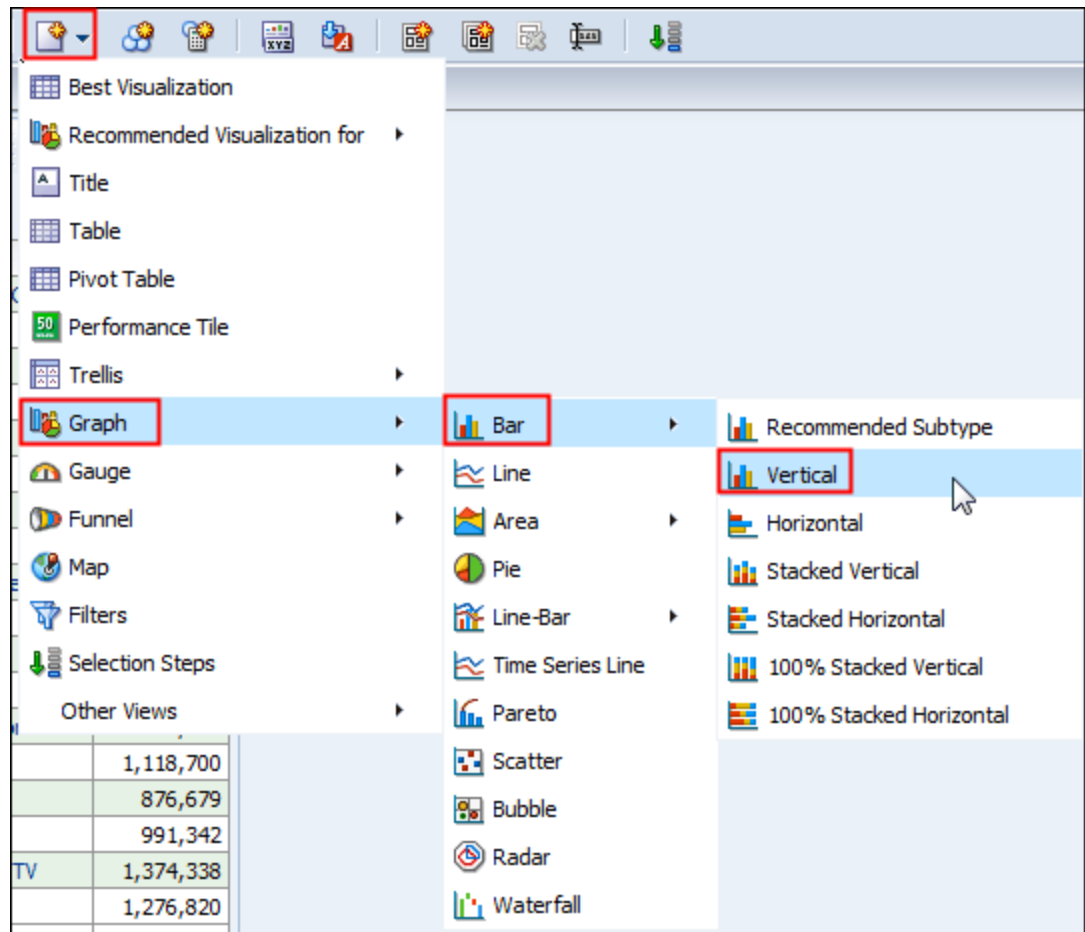 XYZ
A
Best Visualization
Recommended Visualization for
A
Title
Table
Pivot Table
50
Performance Tile
Trellis
Graph
Gauge
Funnel
Map
Filters
Selection Steps
Other Views
Bar
Line
Area
Pie
Line-Bar
Time Series Line
Pareto
Scatter
Bubble
Radar
Waterfall
Recommended Subtype
Vertical
Horizontal
Stacked Vertical
Stacked Horizontal
100% Stacked Vertical
100% Stacked Horizontal
1,118,700
876,679
991,342
TV 1,374,338
1,276,820